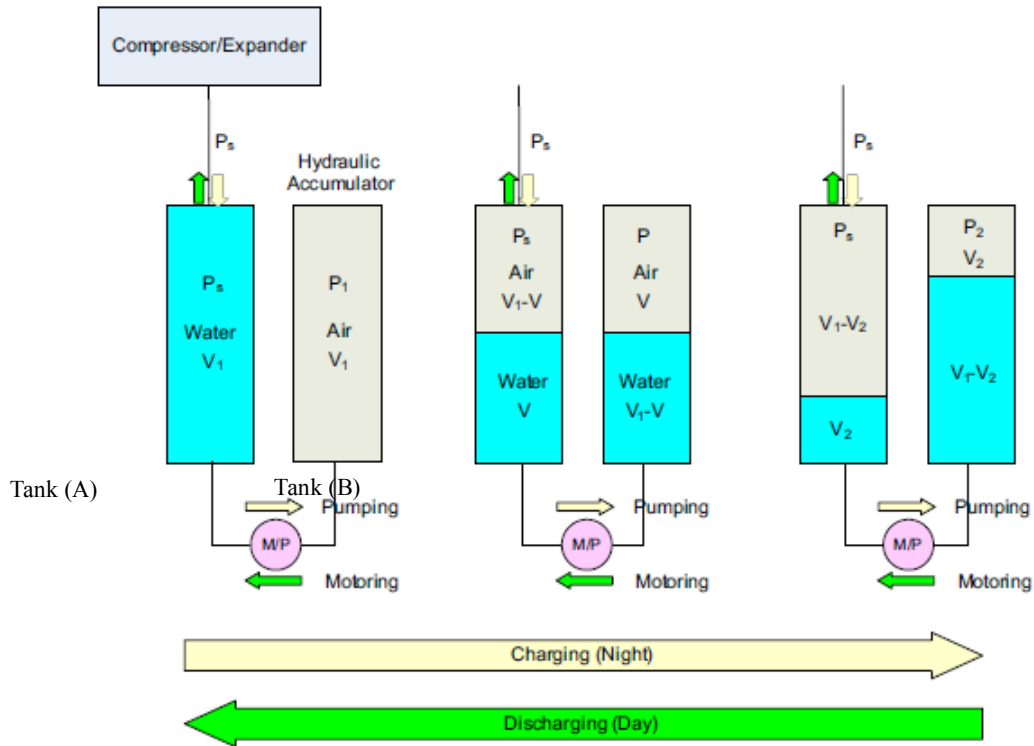 Compressor/Expander
Pₛ
Hydraulic
Accumulator
Pₛ
Water
V₁
P₁
Air
V₁
Tank (A)
Tank (B)
Pumping
M/P
Motoring
Pₛ
Pₛ
Air
V₁-V
Water
V
P
Air
V
Water
V₁-V
Pumping
M/P
Motoring
Pₛ
Pₛ
V₁-V₂
V₂
P₂
V₂
V₁-V₂
Pumping
M/P
Motoring
Charging (Night)
Discharging (Day)